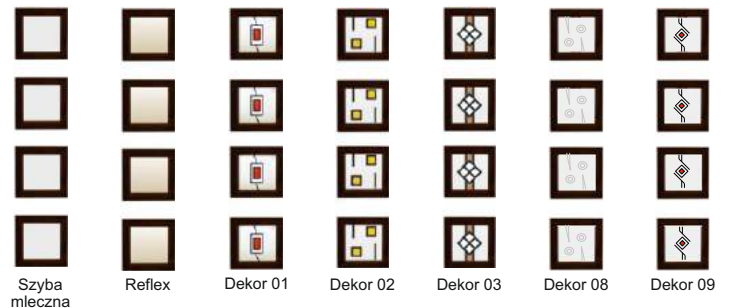 Szyba
mleczna
Reflex
Dekor 01
Dekor 02
Dekor 03
Dekor 08
Dekor 09